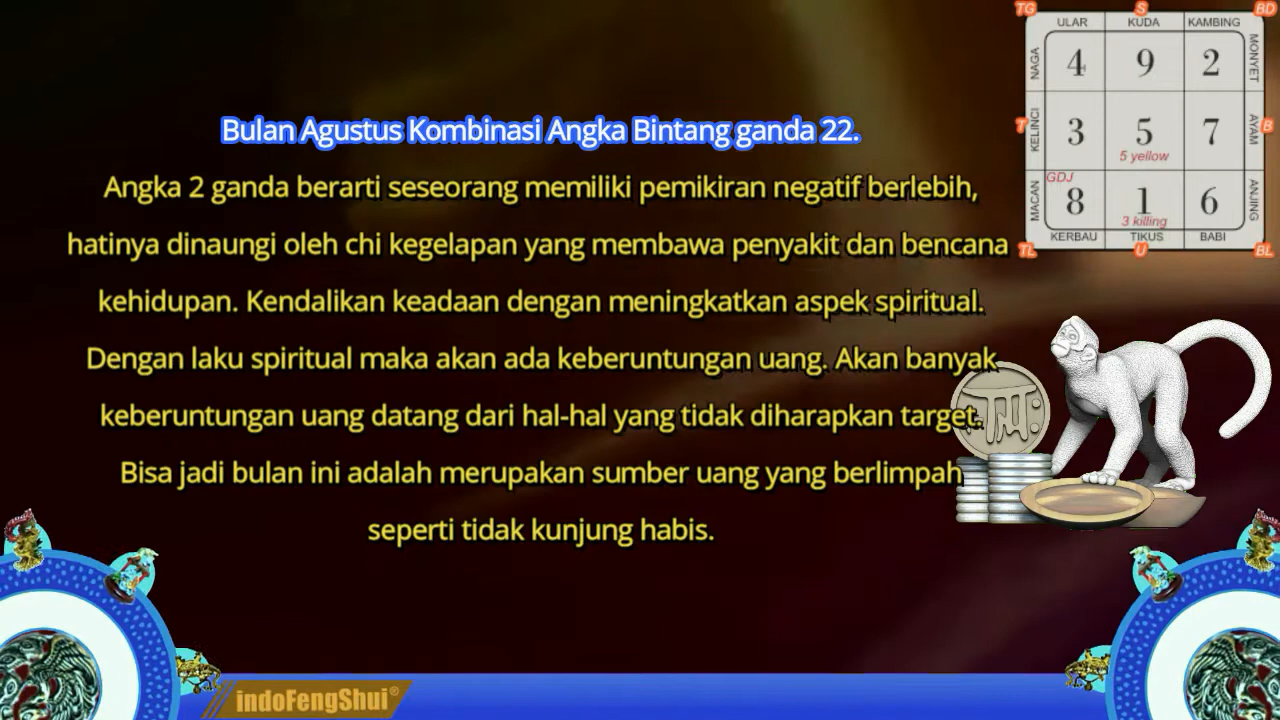 Bulan Agustus Kombinasi Angka Bintang ganda 22.
Angka 2 ganda berarti seseorang memiliki pemikiran negatif berlebih,
hatinya dinaungi oleh chi kegelapan yang membawa penyakit dan bencana
kehidupan. Kendalikan keadaan dengan meningkatkan aspek spiritual.
Dengan laku spiritual maka akan ada keberuntungan uang. Akan banyak
keberuntungan uang datang dari hal-hal yang tidak diharapkan target.
Bisa jadi bulan ini adalah merupakan sumber uang yang berlimpah
seperti tidak kunjung habis.
TG S BD
ULAR KUDA KAMBING
NAGA 4 9 2 MONYET
T KELINCI 3 5 7 AYAM B
5 yellow
GDJ
MACAN 8 1 6 ANJING
3 killing
KERBAU TIKUS BABI
TL U BL
indoFengShui®